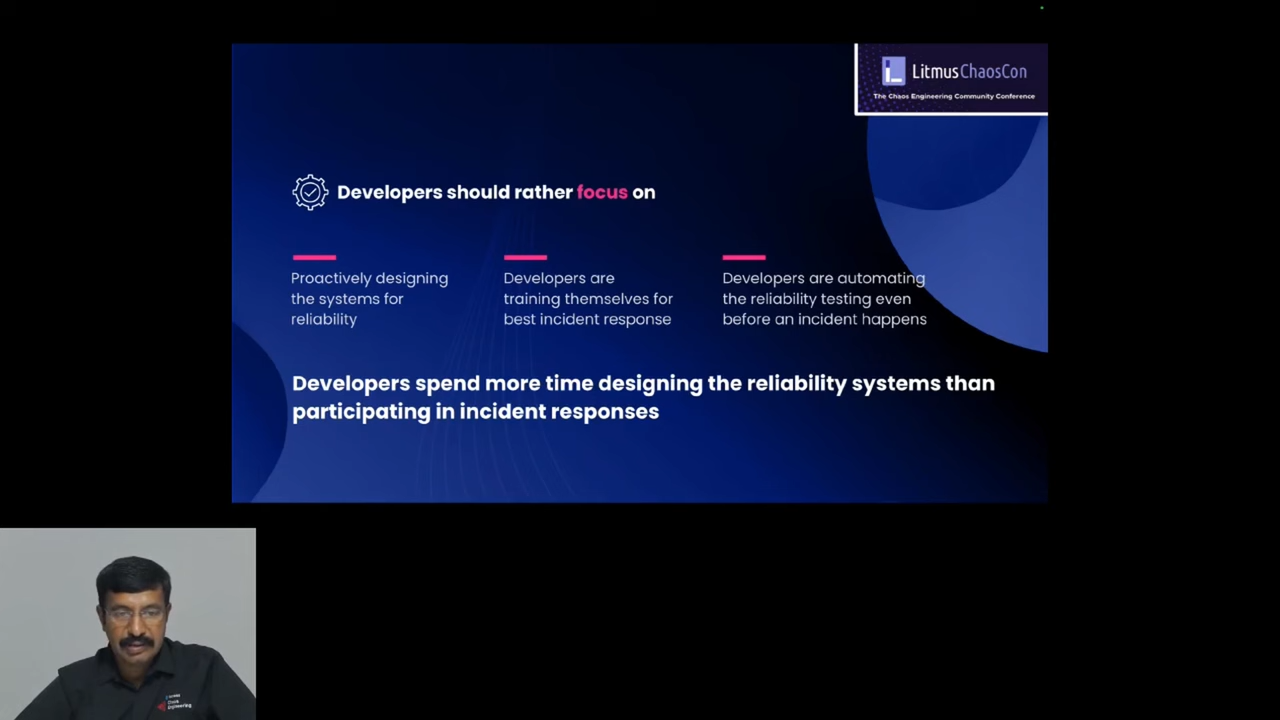 LitmusChaosCon
The Chaos Engineering Community Conference
Developers should rather focus on
Proactively designing
the systems for
reliability
Developers are
training themselves for
best incident response
Developers are automating
the reliability testing even
before an incident happens
Developers spend more time designing the reliability systems than
participating in incident responses
Chaos
Engineering